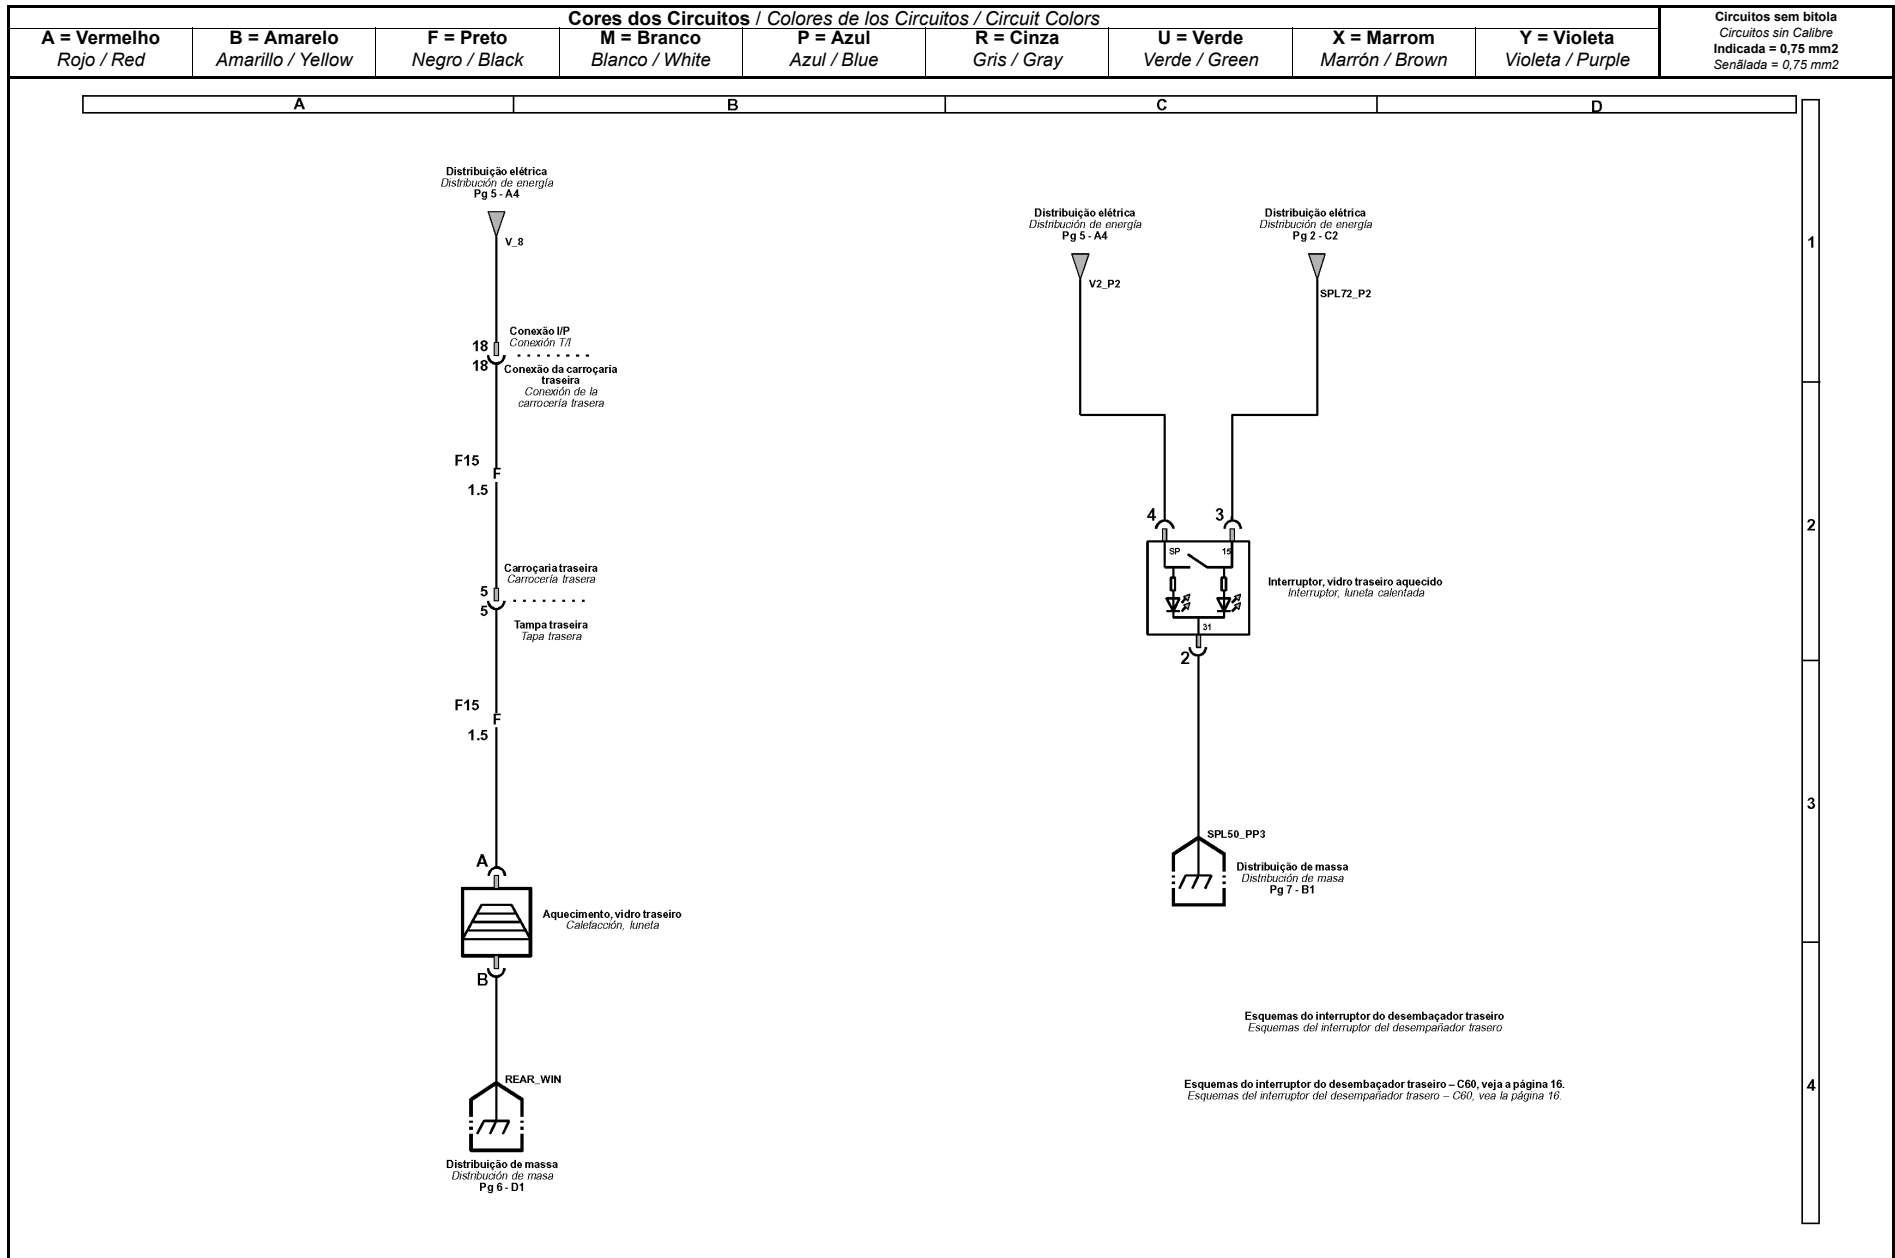 Cores dos Circuitos / Colores de los Circuitos / Circuit Colors
A = Vermelho
Rojo / Red
B = Amarelo
Amarillo / Yellow
F = Preto
Negro / Black
M = Branco
Blanco / White
P = Azul
Azul / Blue
R = Cinza
Gris / Gray
U = Verde
Verde / Green
X = Marrom
Marrón / Brown
Y = Violeta
Violeta / Purple
Circuitos sem bitola
Circuitos sin Calibre
Indicada = 0,75 mm2
Senãlada = 0,75 mm2
A
B
C
D
1
2
3
4
Distribuição elétrica
Distribución de energía
Pg 5 - A4
V_8
18
Conexão I/P
Conexión T/I
18
Conexão da carroçaria
traseira
Conexión de la
carrocería trasera
F15
F
1.5
Carroçaria traseira
Carrocería trasera
5
5
Tampa traseira
Tapa trasera
F15
F
1.5
A
Aquecimento, vidro traseiro
Calefacción, luneta
B
REAR_WIN
Distribuição de massa
Distribución de masa
Pg 6 - D1
Distribuição elétrica
Distribución de energía
Pg 5 - A4
V2_P2
Distribuição elétrica
Distribución de energía
Pg 2 - C2
SPL72_P2
4
3
SP
15
Interruptor, vidro traseiro aquecido
Interruptor, luneta calentada
31
2
SPL50_PP3
Distribuição de massa
Distribución de masa
Pg 7 - B1
Esquemas do interruptor do desembaçador traseiro
Esquemas del interruptor del desempañador trasero
Esquemas do interruptor do desembaçador traseiro – C60, veja a página 16.
Esquemas del interruptor del desempañador trasero – C60, vea la página 16.